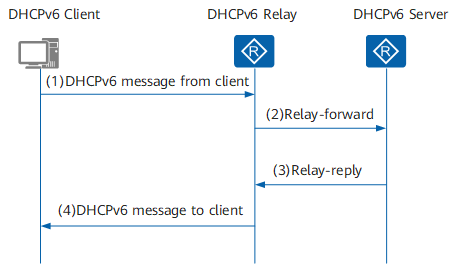 DHCPv6 Client
DHCPv6 Relay
DHCPv6 Server
R
R
(1)DHCPv6 message from client
(2)Relay-forward
(3)Relay-reply
(4)DHCPv6 message to client